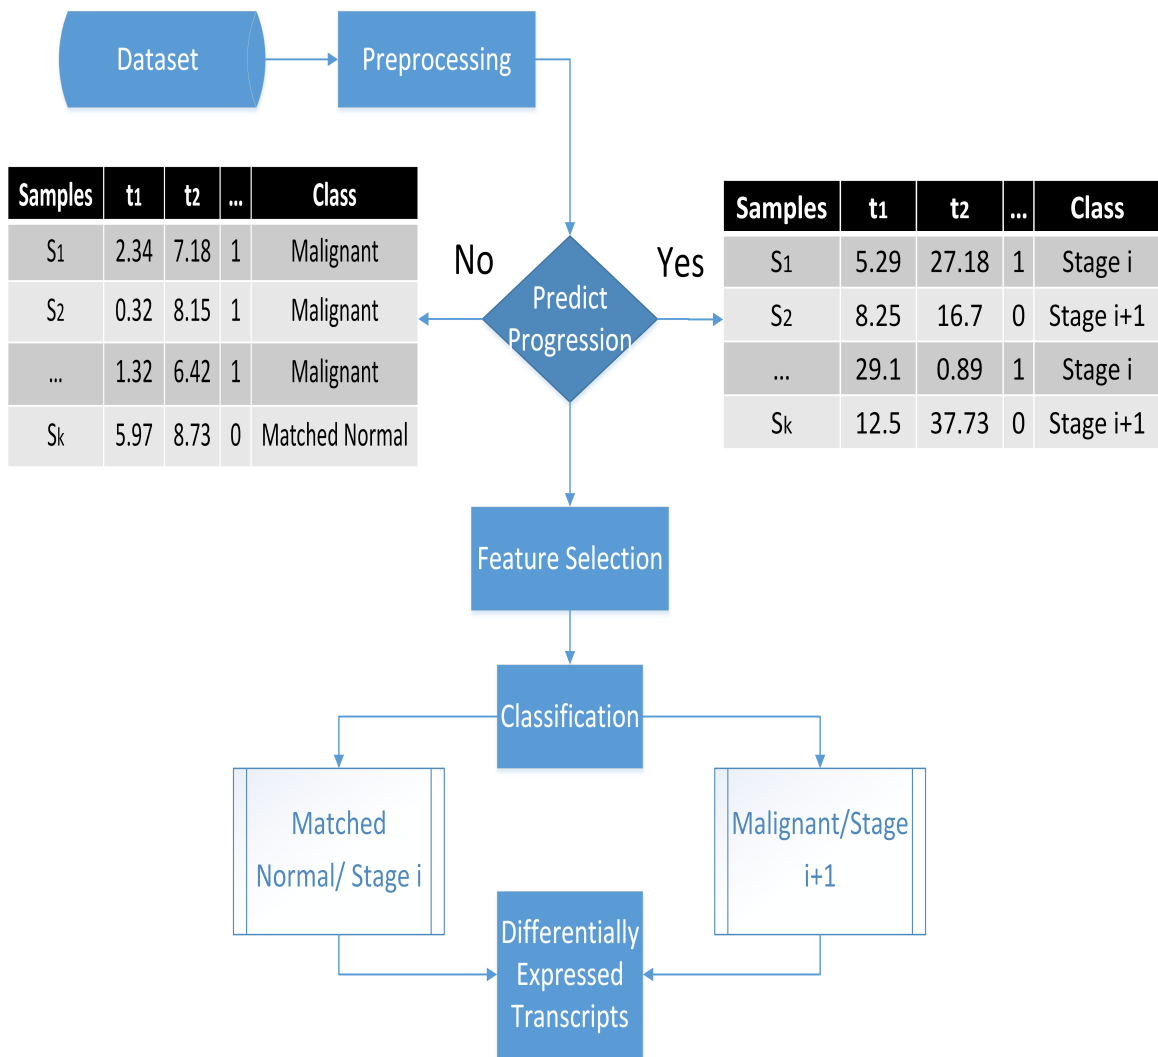 Dataset
Preprocessing
Samples t1 t2 ... Class
S1 2.34 7.18 1 Malignant
S2 0.32 8.15 1 Malignant
... 1.32 6.42 1 Malignant
Sk 5.97 8.73 0 Matched Normal
No
Predict
Progression
Yes
Samples t1 t2 ... Class
S1 5.29 27.18 1 Stage i
S2 8.25 16.7 0 Stage i+1
... 29.1 0.89 1 Stage i
Sk 12.5 37.73 0 Stage i+1
Feature Selection
Classification
Matched
Normal/ Stage i
Malignant/Stage
i+1
Differentially
Expressed
Transcripts